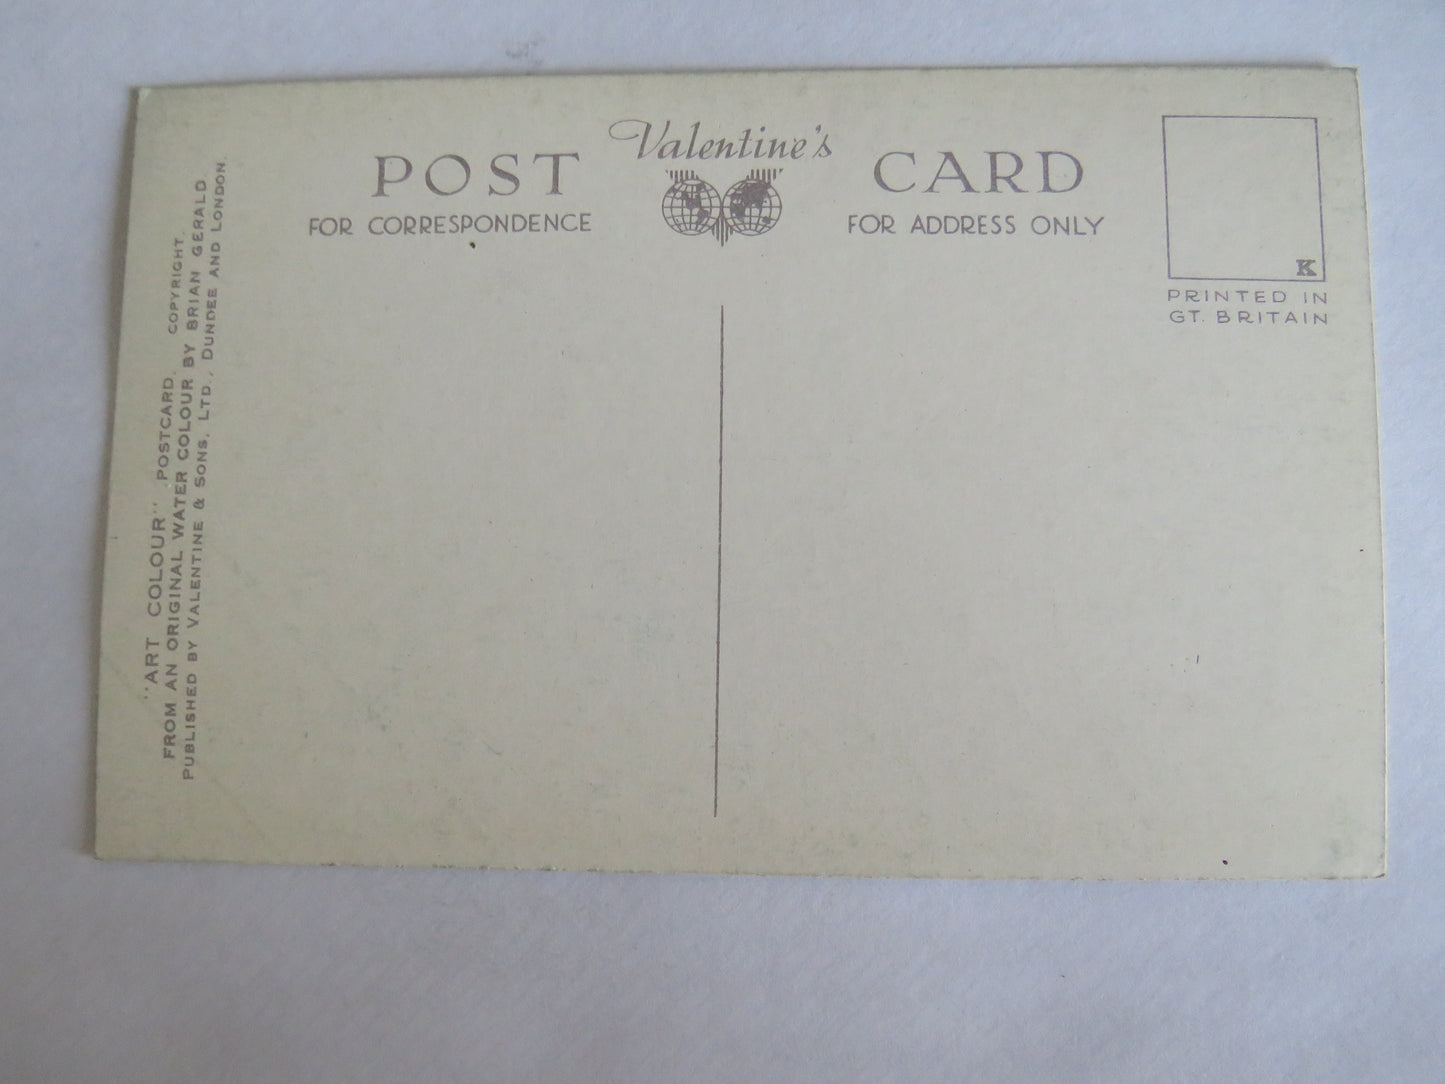 Valentine's
POST CARD
FOR CORRESPONDENCE
FOR ADDRESS ONLY
K
PRINTED IN
GT. BRITAIN
"ART COLOUR" POSTCARD. COPYRIGHT.
FROM AN ORIGINAL WATER COLOUR BY BRIAN GERALD
PUBLISHED BY VALENTINE & SONS, LTD., DUNDEE AND LONDON.